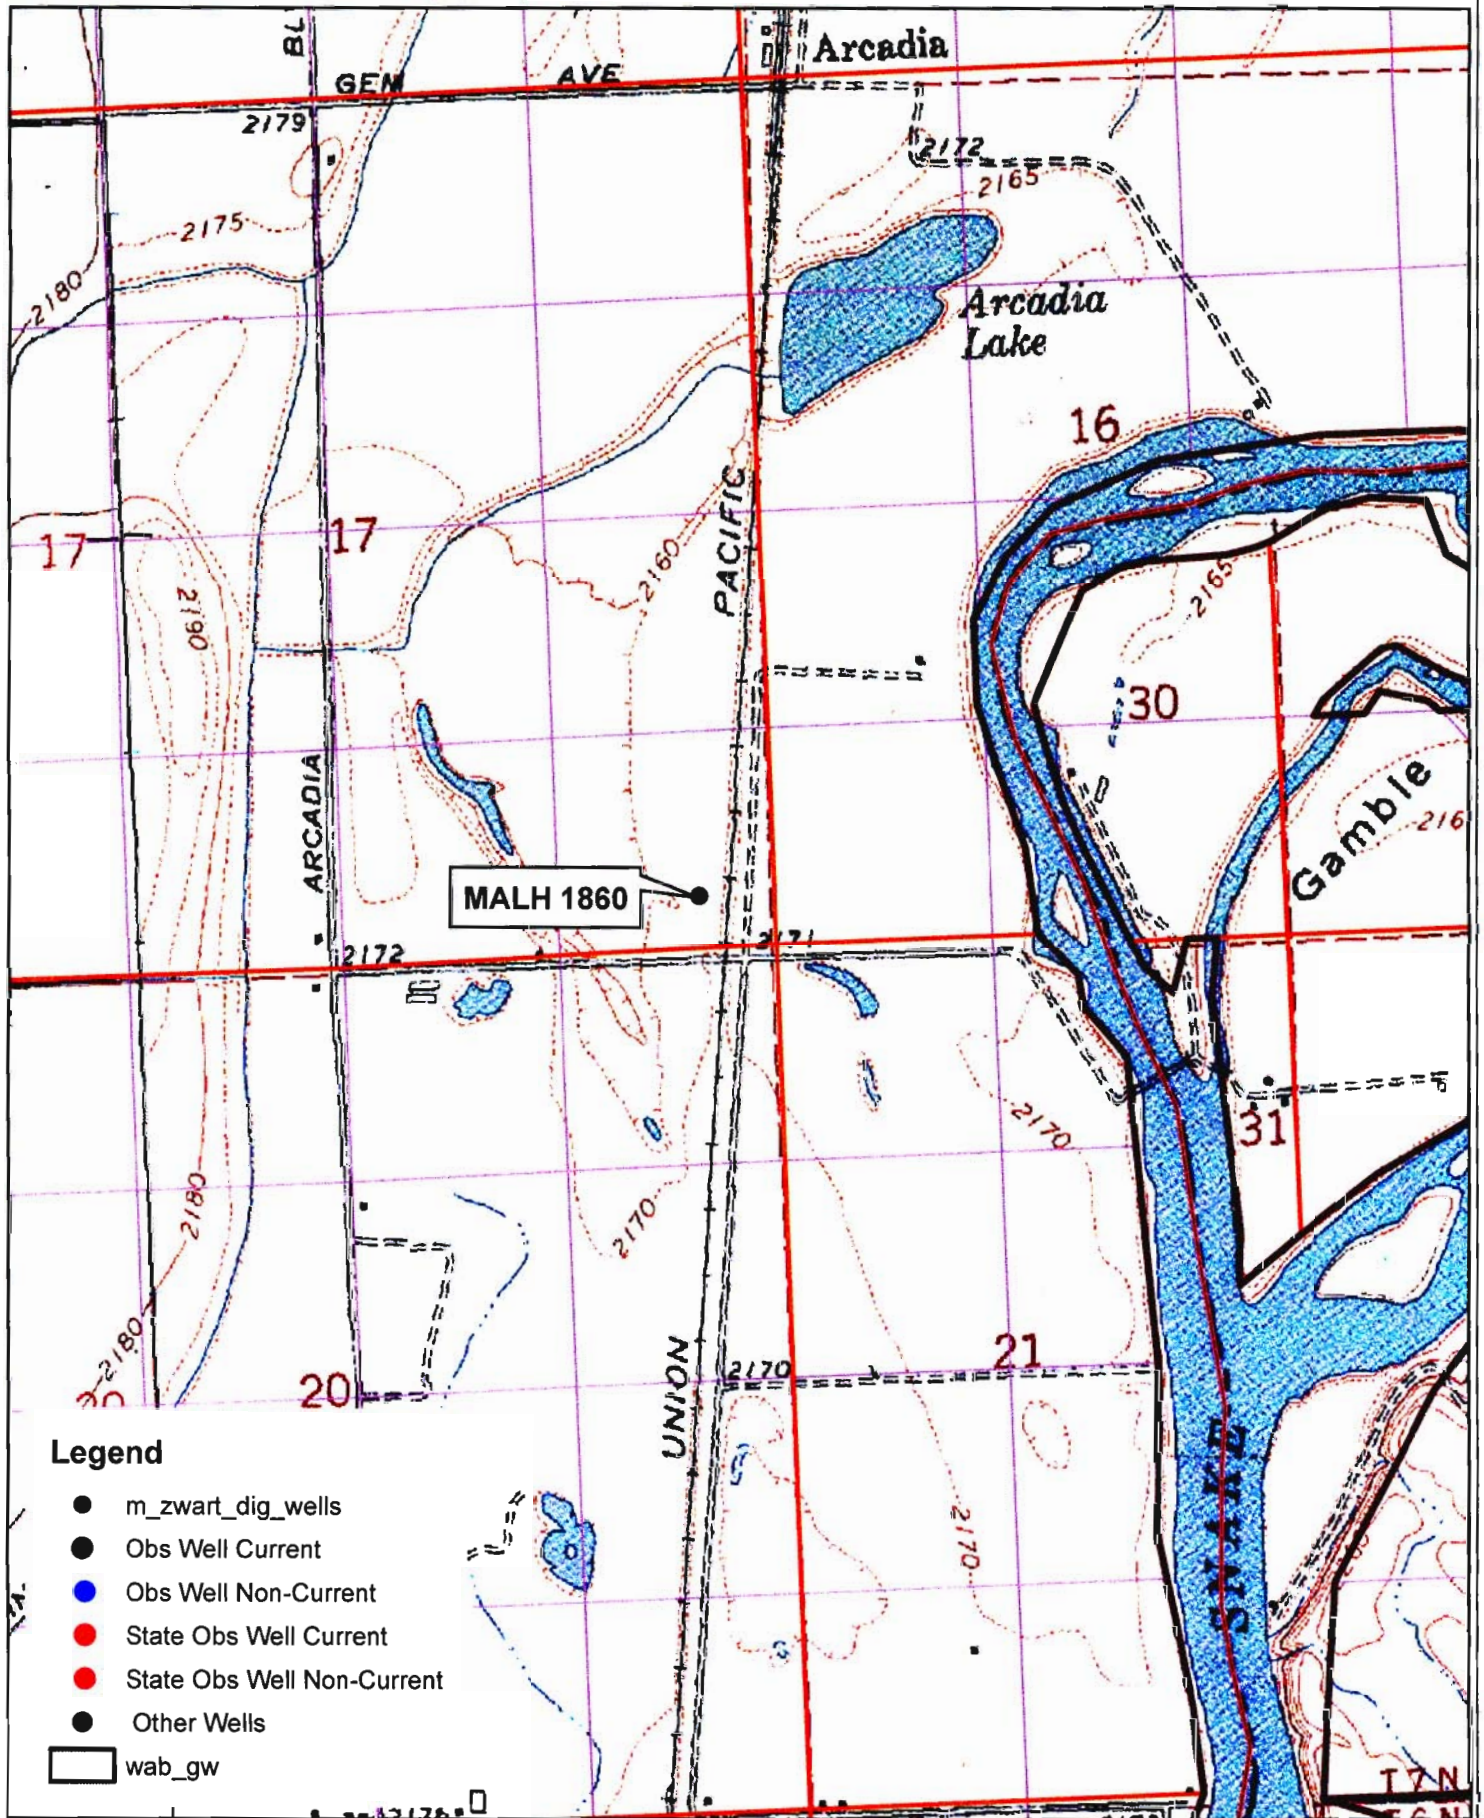 BL
Arcadia
GEM AVE
2179
2172
2165
2175
2180
Arcadia
Lake
16
PACIFIC
17
17
2160
2165
2190
30
Gamble
216
ARCADIA
MALH 1860
2172
2171
2170
31
2180
2170
2180
21
2170
20
20
UNION
SNAKE
2170
Legend
m_zwart_dig_wells
Obs Well Current
Obs Well Non-Current
State Obs Well Current
State Obs Well Non-Current
Other Wells
wab_gw
T 7 N